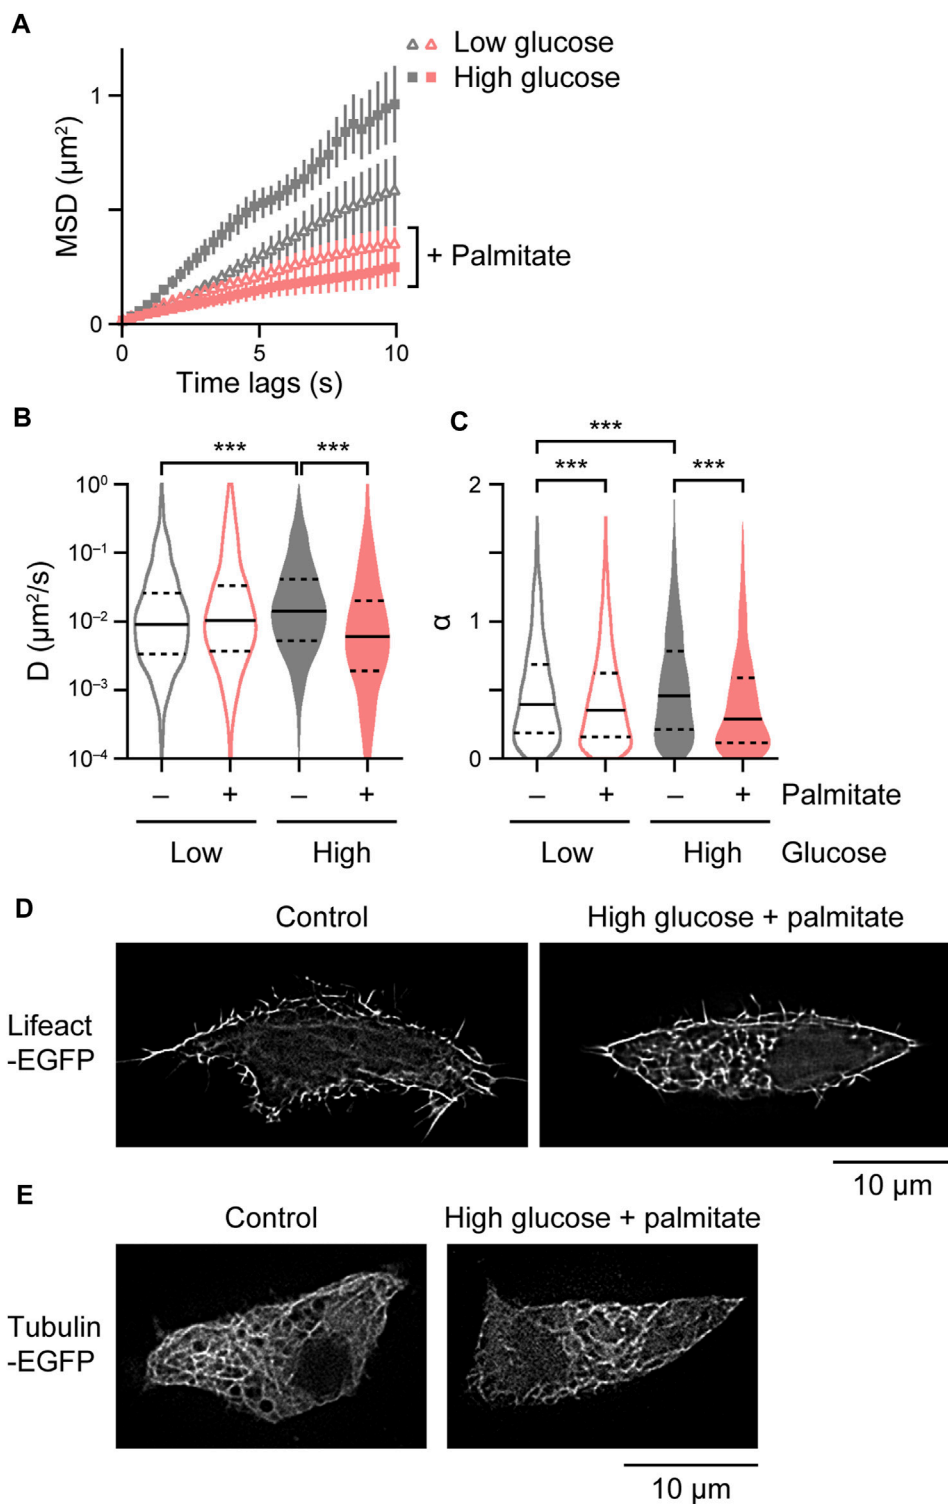 A
Low glucose
High glucose
MSD (μm²)
1
0
+ Palmitate
0 5 10
Time lags (s)
B
*** ***
D (μm²/s)
10⁰
10⁻¹
10⁻²
10⁻³
10⁻⁴
– + – +
Low High
C
***
*** ***
α
2
1
0
– + – + Palmitate
Low High Glucose
D
Control High glucose + palmitate
Lifeact
-EGFP
10 μm
E
Control High glucose + palmitate
Tubulin
-EGFP
10 μm